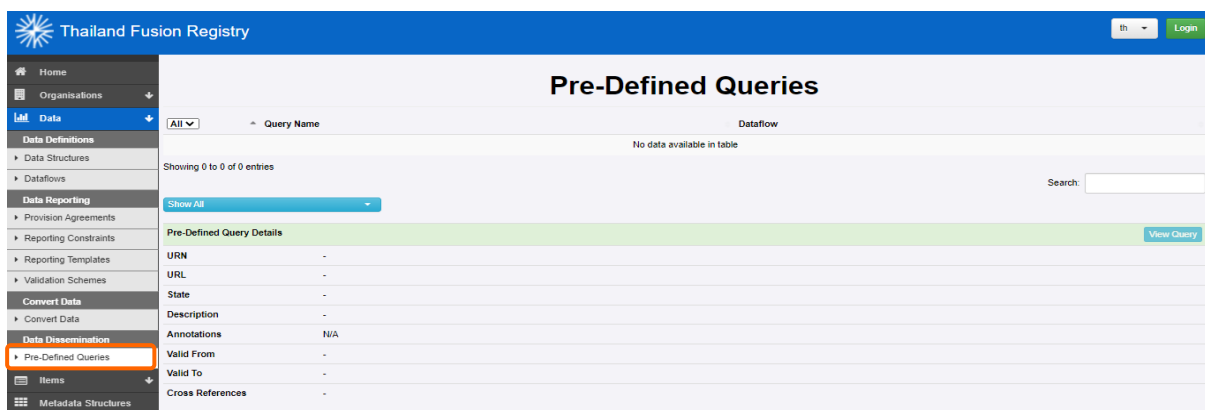 Thailand Fusion Registry
th
Login
Home
Organisations
Data
Data Definitions
Data Structures
Dataflows
Data Reporting
Provision Agreements
Reporting Constraints
Reporting Templates
Validation Schemes
Convert Data
Convert Data
Data Dissemination
Pre-Defined Queries
Items
Metadata Structures
Pre-Defined Queries
All Query Name Dataflow
No data available in table
Showing 0 to 0 of 0 entries
Search:
Show All
Pre-Defined Query Details View Query
URN -
URL -
State -
Description -
Annotations N/A
Valid From -
Valid To -
Cross References -